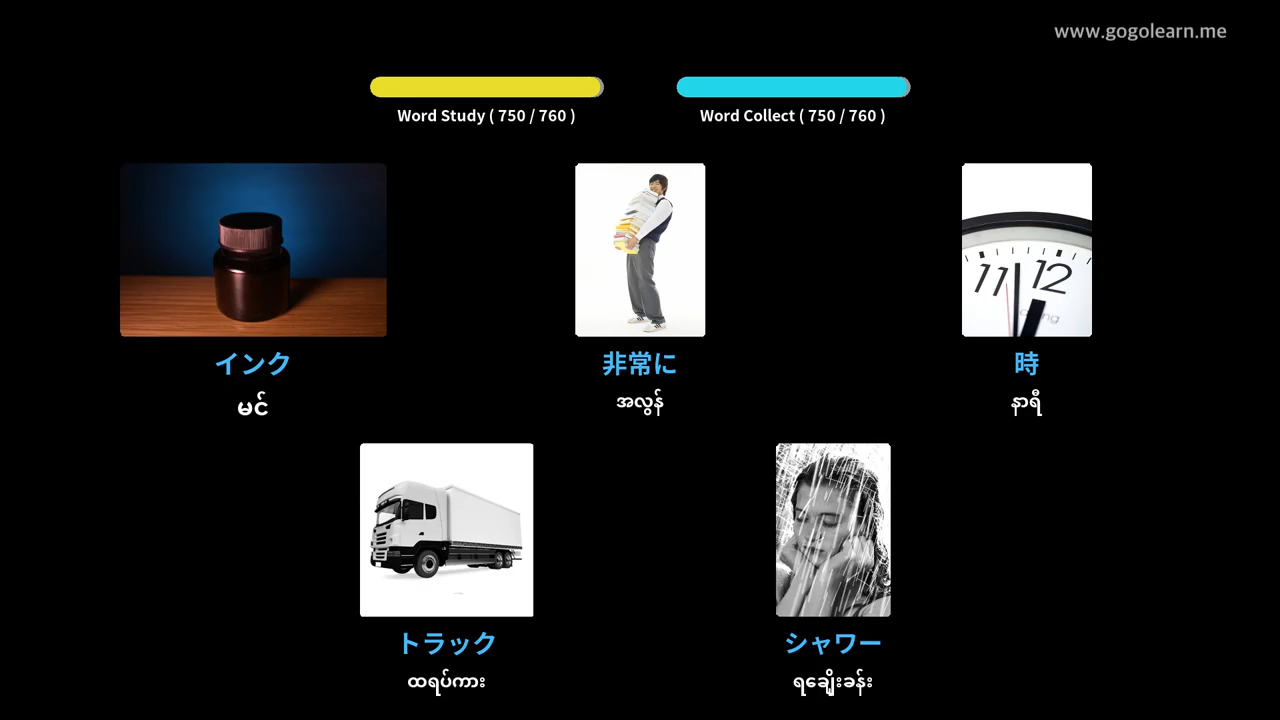 www.gogolearn.me
Word Study ( 750 / 760 )
Word Collect ( 750 / 760 )
11 12
インク
မင်
非常に
အလွန်
時
နာရီ
トラック
ထရပ်ကား
シャワー
ရေချိုးခန်း